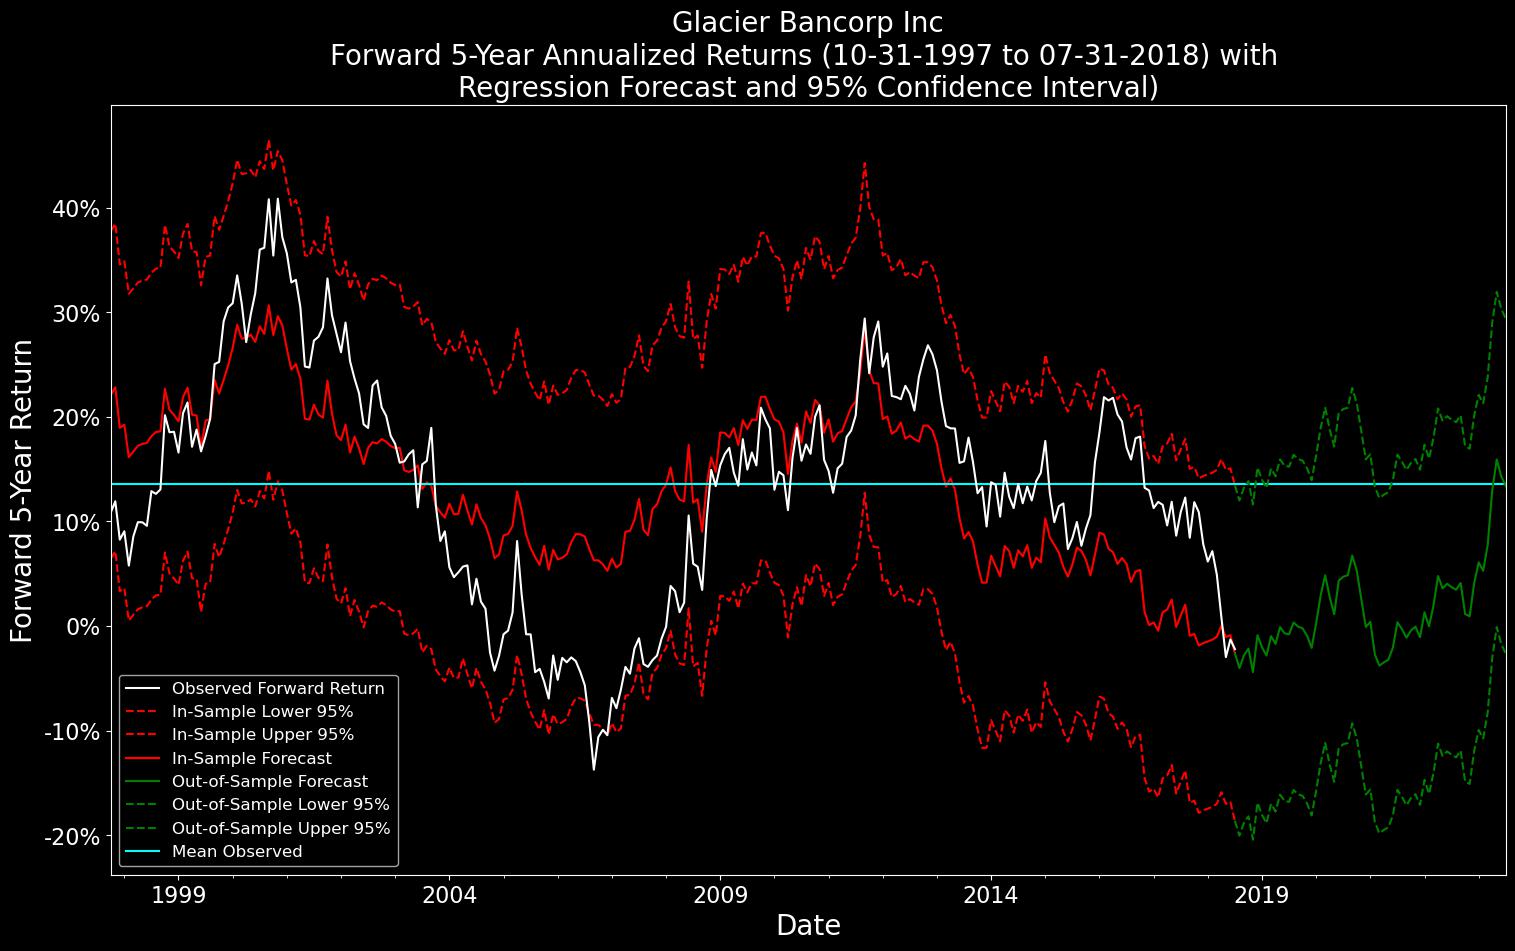 Glacier Bancorp Inc
Forward 5-Year Annualized Returns (10-31-1997 to 07-31-2018) with
Regression Forecast and 95% Confidence Interval)
Forward 5-Year Return
40%
30%
20%
10%
0%
-10%
-20%
Observed Forward Return
In-Sample Lower 95%
In-Sample Upper 95%
In-Sample Forecast
Out-of-Sample Forecast
Out-of-Sample Lower 95%
Out-of-Sample Upper 95%
Mean Observed
1999 2004 2009 2014 2019
Date